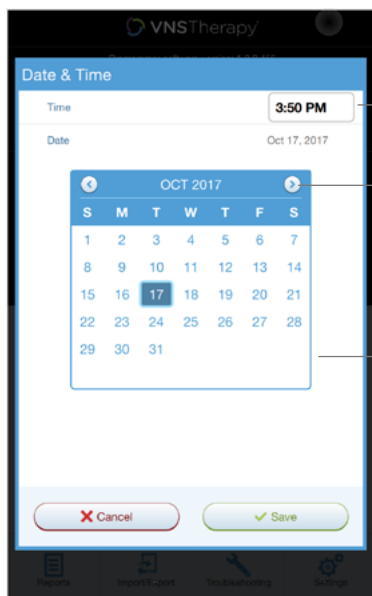 VNSTherapy
Date & Time
Time 3:50 PM
Date Oct 17, 2017
OCT 2017
S M T W T F S
1 2 3 4 5 6 7
8 9 10 11 12 13 14
15 16 17 18 19 20 21
22 23 24 25 26 27 28
29 30 31
Cancel Save
Reports Import/Export Troubleshooting Settings